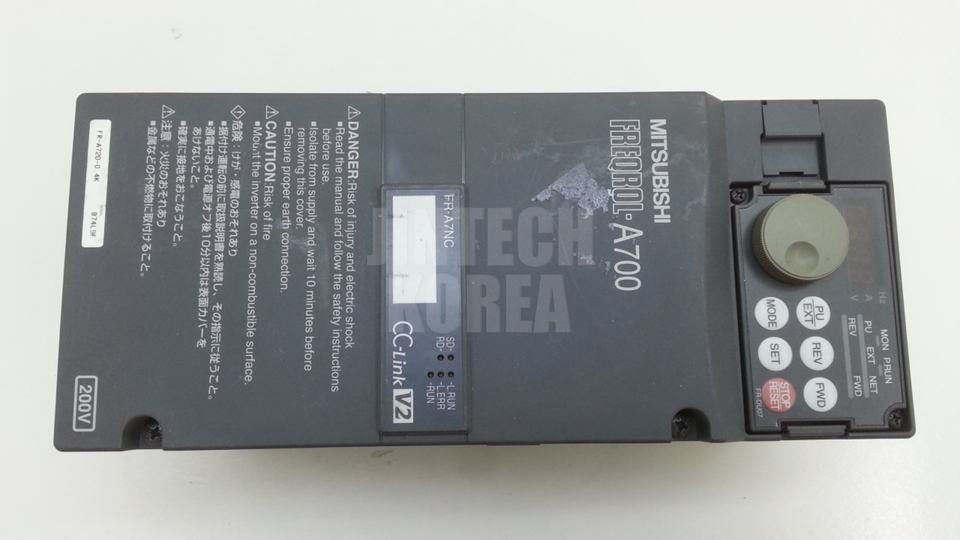 MITSUBISHI
FREQROL-A700
JINTECH
KOREA
Hz
A
V
MON P.RUN
PU EXT NET
REV FWD
PU
EXT
REV
FWD
MODE
SET
STOP
RESET
FR-DU07
FR-A7NC
SD·
RD·
·L.RUN
·L.ERR
·RUN
CC-Link V2
⚠DANGER:Risk of injury and electric shock
▪Read the manual and follow the safety instructions
before use.
▪Isolate from supply and wait 10 minutes before
removing this cover.
▪Ensure proper earth connection.
⚠CAUTION:Risk of fire
▪Mount the inverter on a non-combustible surface.
危険：けが・感電のおそれあり
▪据付け運転の前に取扱説明書を熟読し、その指示に従うこと。
▪通電中および電源オフ後10分以内は表面カバーを
あけないこと。
▪確実に接地をおこなうこと。
⚠注意：火災のおそれあり
▪金属などの不燃物に取付けること。
FR-A720-0.4K
B74L9F
200V